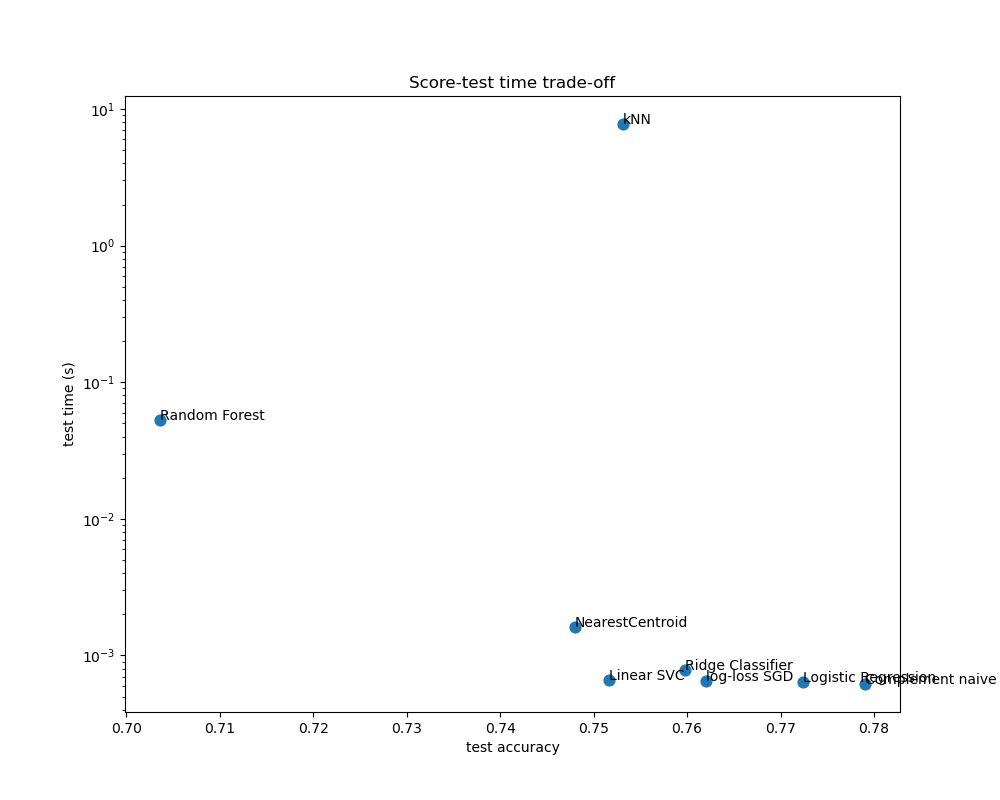 Score-test time trade-off
10¹
kNN
10⁰
10⁻¹
Random Forest
test time (s)
10⁻²
NearestCentroid
10⁻³
Ridge Classifier
Linear SVC
log-loss SGD
Logistic Regression
Complement naive
0.70 0.71 0.72 0.73 0.74 0.75 0.76 0.77 0.78
test accuracy